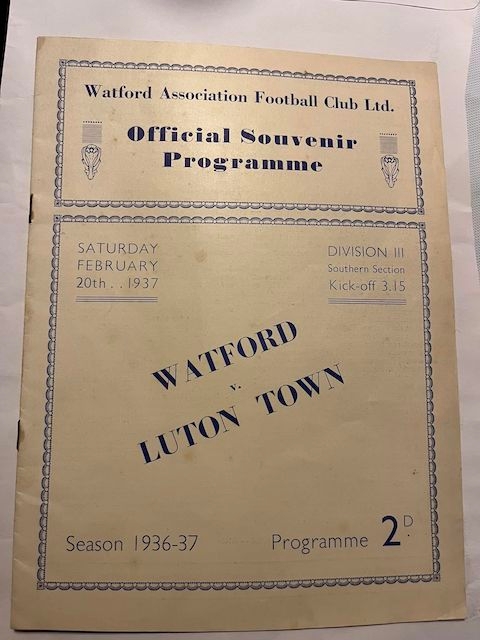 Watford Association Football Club Ltd.
Official Souvenir
Programme
SATURDAY
FEBRUARY
20th . . 1937
DIVISION III
Southern Section
Kick-off 3.15
WATFORD
v.
LUTON TOWN
Season 1936-37
Programme 2D.